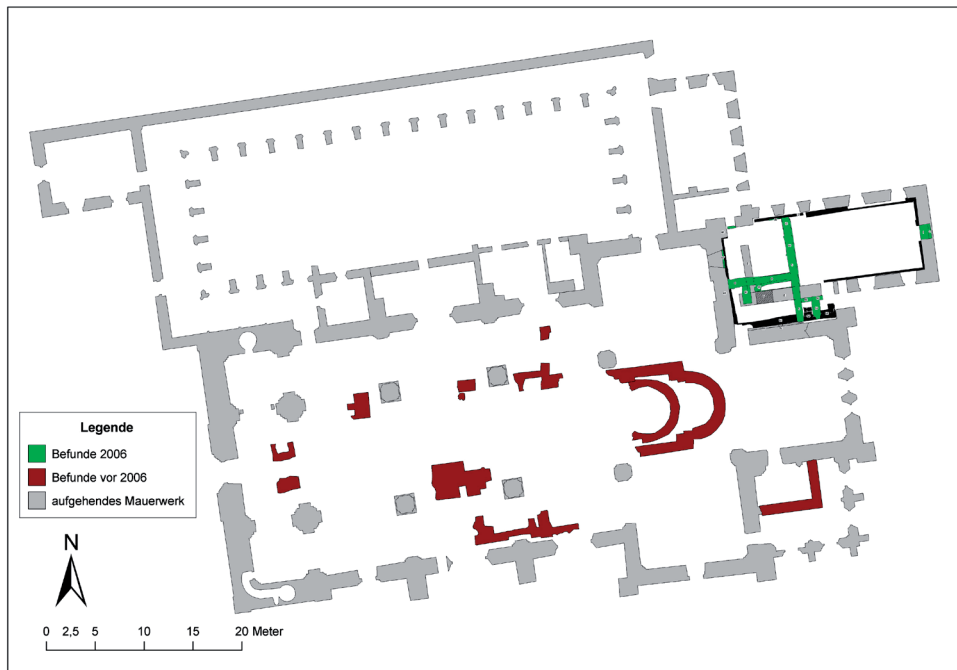 Legende
Befunde 2006
Befunde vor 2006
aufgehendes Mauerwerk
N
0 2,5 5 10 15 20 Meter